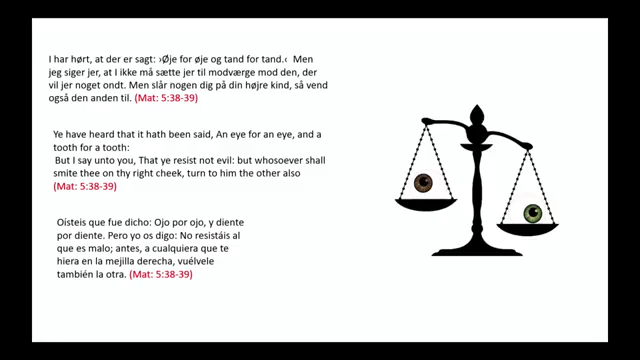 I har hørt, at der er sagt: ›Øje for øje og tand for tand.‹ Men
jeg siger jer, at I ikke må sætte jer til modværge mod den, der
vil jer noget ondt. Men slår nogen dig på din højre kind, så vend
også den anden til. (Mat: 5:38-39)
Ye have heard that it hath been said, An eye for an eye, and a
tooth for a tooth:
But I say unto you, That ye resist not evil: but whosoever shall
smite thee on thy right cheek, turn to him the other also
(Mat: 5:38-39)
Oísteis que fue dicho: Ojo por ojo, y diente
por diente. Pero yo os digo: No resistáis al
que es malo; antes, a cualquiera que te
hiera en la mejilla derecha, vuélvele
también la otra. (Mat: 5:38-39)